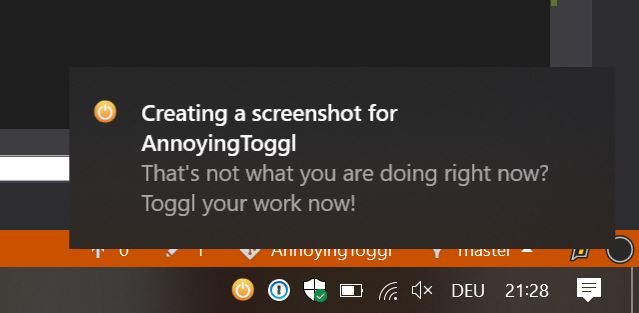 Creating a screenshot for
AnnoyingToggl
That's not what you are doing right now?
Toggl your work now!
0 1 AnnoyingToggl master
DEU 21:28